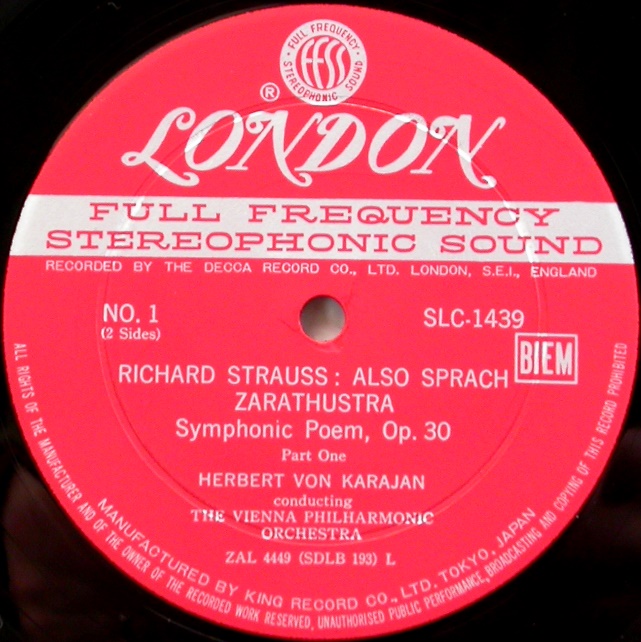 FULL FREQUENCY
ffss
STEREOPHONIC SOUND
®
LONDON
FULL FREQUENCY
STEREOPHONIC SOUND
RECORDED BY THE DECCA RECORD CO., LTD. LONDON, S.E.I., ENGLAND
NO. 1
(2 Sides)
SLC-1439
BIEM
RICHARD STRAUSS : ALSO SPRACH
ZARATHUSTRA
Symphonic Poem, Op. 30
Part One
HERBERT VON KARAJAN
conducting
THE VIENNA PHILHARMONIC
ORCHESTRA
ZAL 4449 (SDLB 193) L
MANUFACTURED BY KING RECORD CO., LTD. TOKYO, JAPAN
ALL RIGHTS OF THE MANUFACTURER AND OF THE OWNER OF THE RECORDED WORK RESERVED, UNAUTHORISED PUBLIC PERFORMANCE, BROADCASTING AND COPYING OF THIS RECORD PROHIBITED